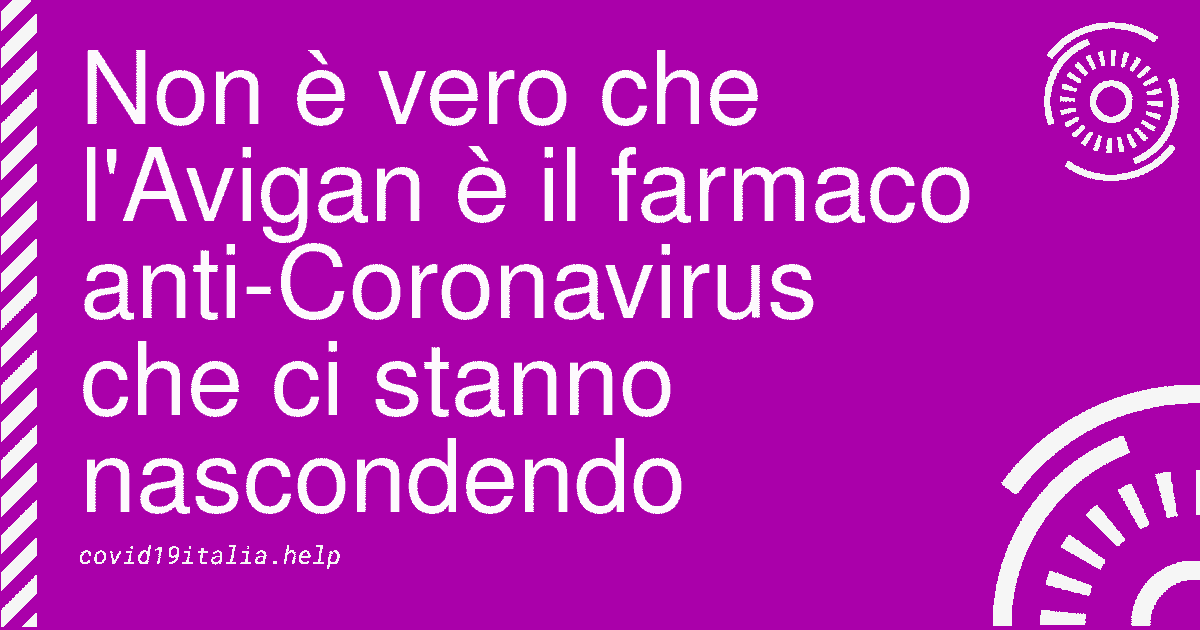 Non è vero che
l'Avigan è il farmaco
anti-Coronavirus
che ci stanno
nascondendo
covid19italia.help